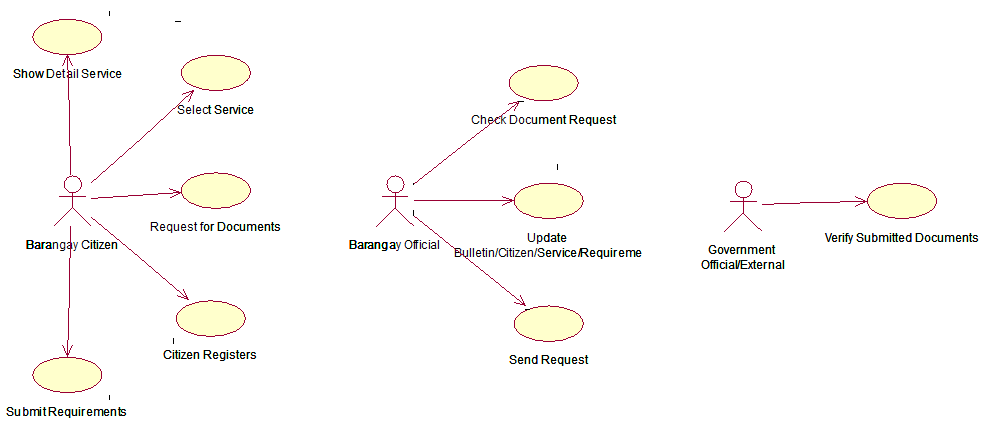 Show Detail Service
Select Service
Request for Documents
Barangay Citizen
Citizen Registers
Submit Requirements
Check Document Request
Barangay Official
Update
Bulletin/Citizen/Service/Requireme
Send Request
Government
Official/External
Verify Submitted Documents